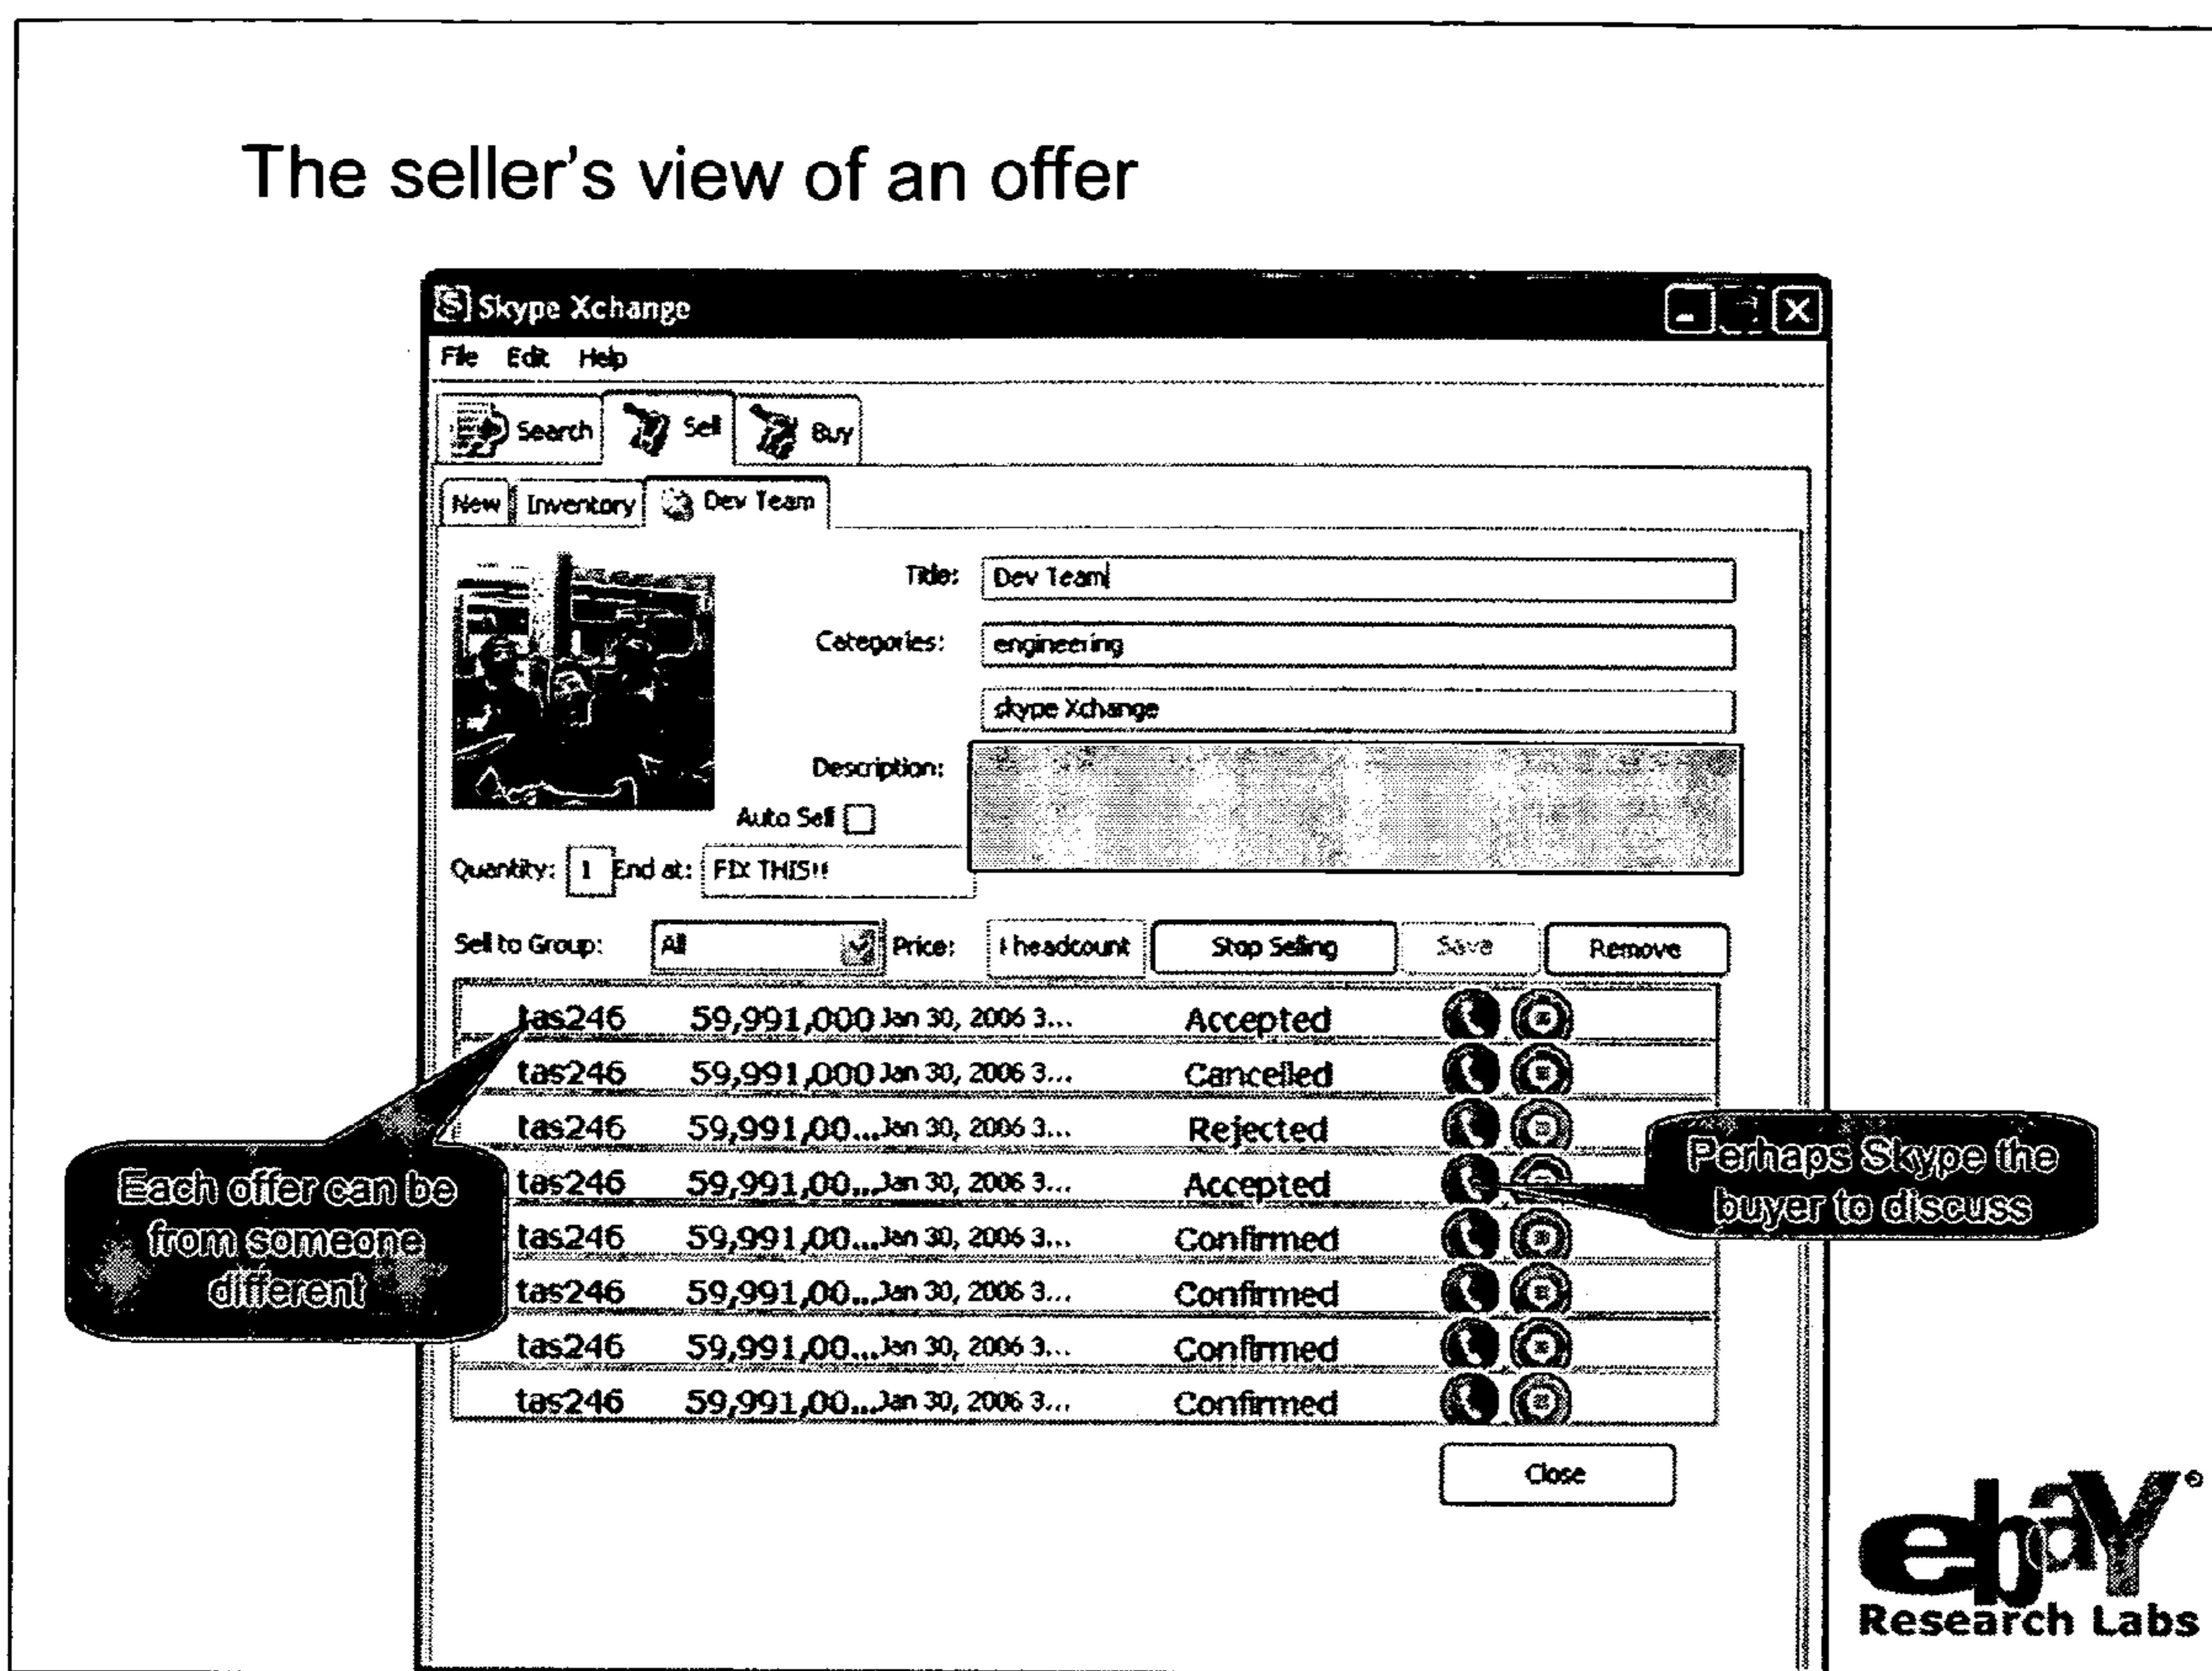 The seller's view of an offer
Skype Xchange
File Edit Help
Search Sell Buy
New Inventory Dev Team
Title: Dev Team
Categories: engineering
skype Xchange
Description:
Auto Sell
Quantity: 1 End at: FIX THIS!!
Sell to Group: All Price: headcount Stop Selling Save Remove
tas246 59,991,000 Jan 30, 2006 3... Accepted
tas246 59,991,000 Jan 30, 2006 3... Cancelled
tas246 59,991,00... Jan 30, 2006 3... Rejected
tas246 59,991,00... Jan 30, 2006 3... Accepted
tas246 59,991,00... Jan 30, 2006 3... Confirmed
tas246 59,991,00... Jan 30, 2006 3... Confirmed
tas246 59,991,00... Jan 30, 2006 3... Confirmed
tas246 59,991,00... Jan 30, 2006 3... Confirmed
Each offer can be
from someone
different
Perhaps Skype the
buyer to discuss
Close
ebaY®
Research Labs